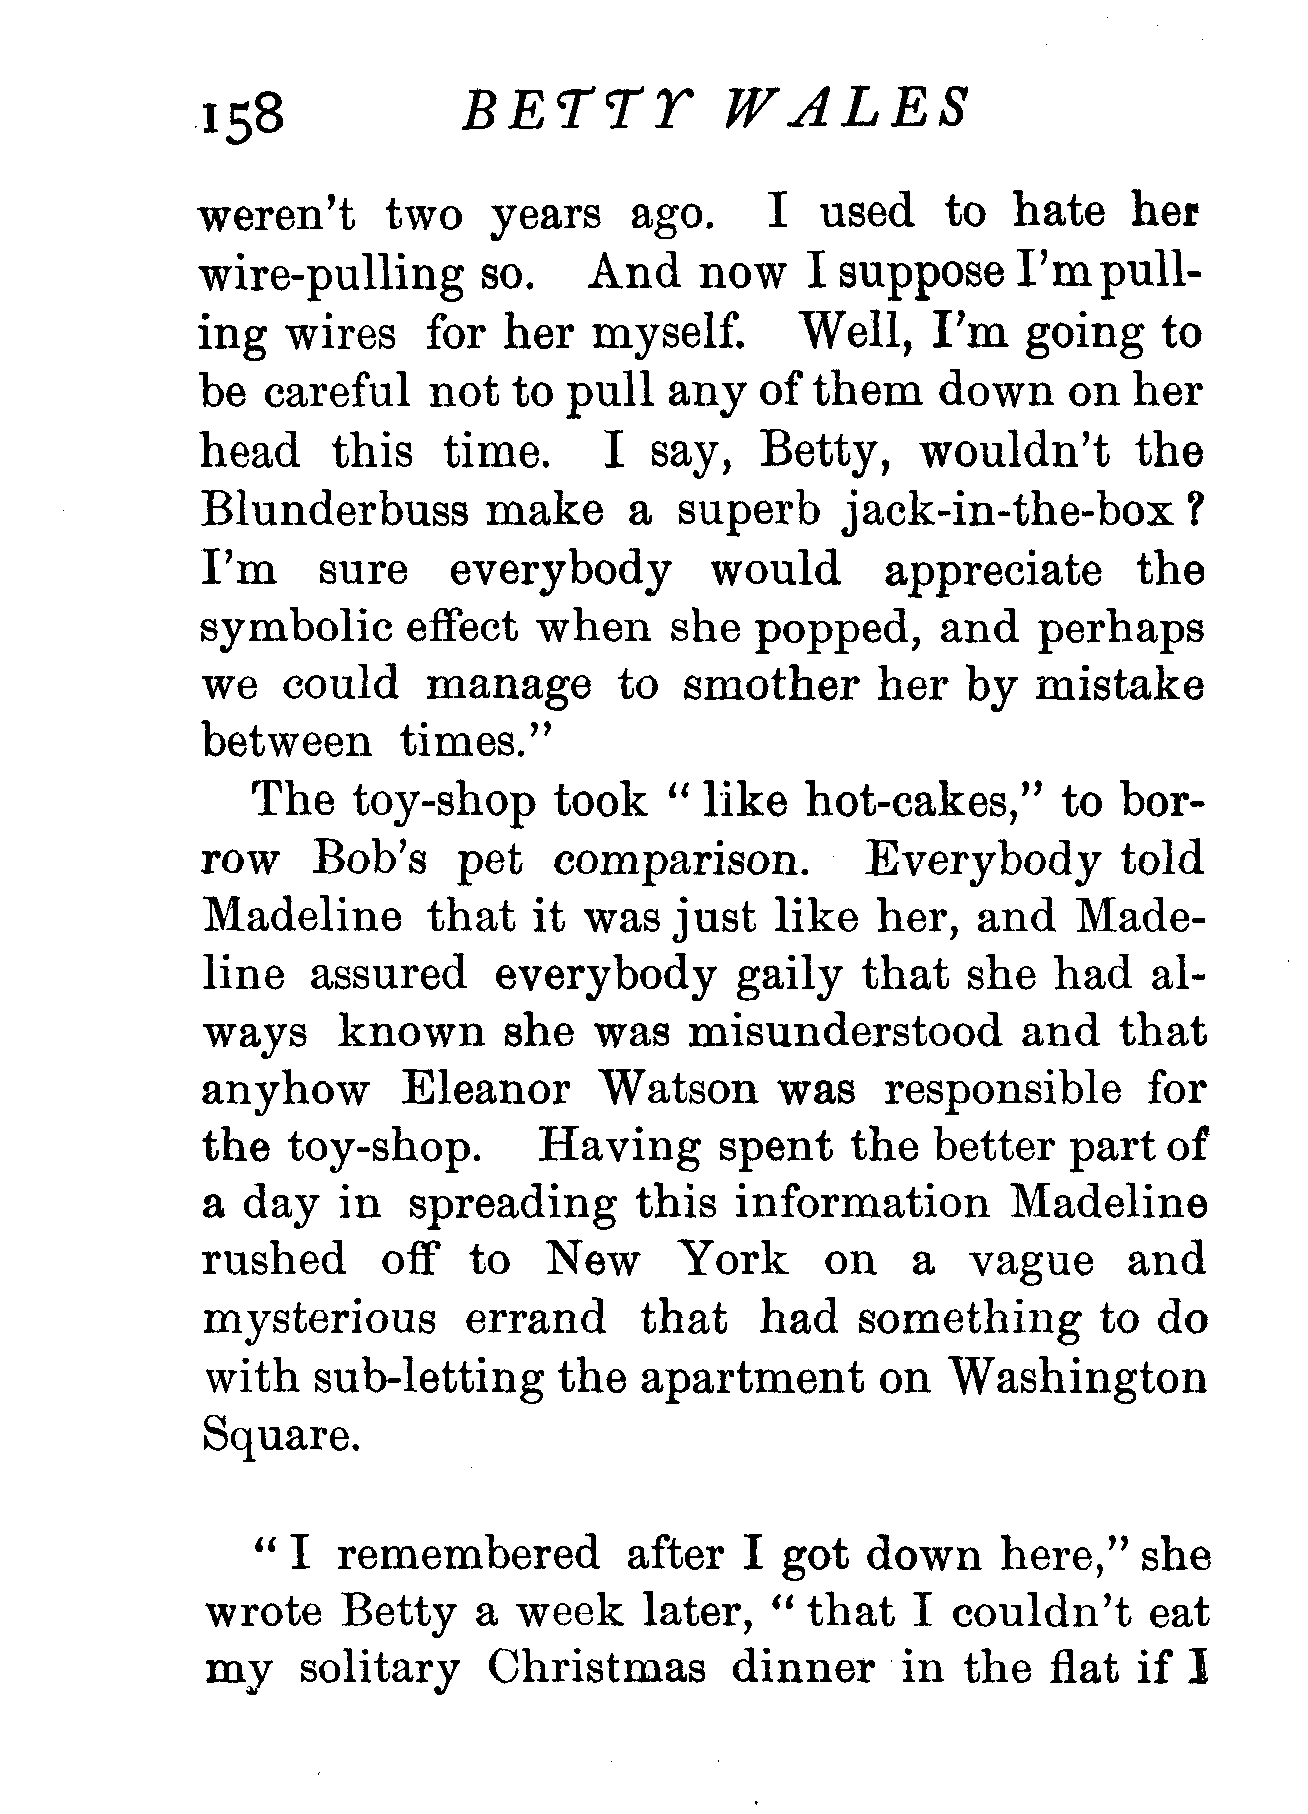 158 BETTY WALES
weren't two years ago. I used to hate her
wire-pulling so. And now I suppose I'm pull-
ing wires for her myself. Well, I'm going to
be careful not to pull any of them down on her
head this time. I say, Betty, wouldn't the
Blunderbuss make a superb jack-in-the-box ?
I'm sure everybody would appreciate the
symbolic effect when she popped, and perhaps
we could manage to smother her by mistake
between times."
The toy-shop took " like hot-cakes," to bor-
row Bob's pet comparison. Everybody told
Madeline that it was just like her, and Made-
line assured everybody gaily that she had al-
ways known she was misunderstood and that
anyhow Eleanor Watson was responsible for
the toy-shop. Having spent the better part of
a day in spreading this information Madeline
rushed off to New York on a vague and
mysterious errand that had something to do
with sub-letting the apartment on Washington
Square.
" I remembered after I got down here," she
wrote Betty a week later, " that I couldn't eat
my solitary Christmas dinner in the flat if I